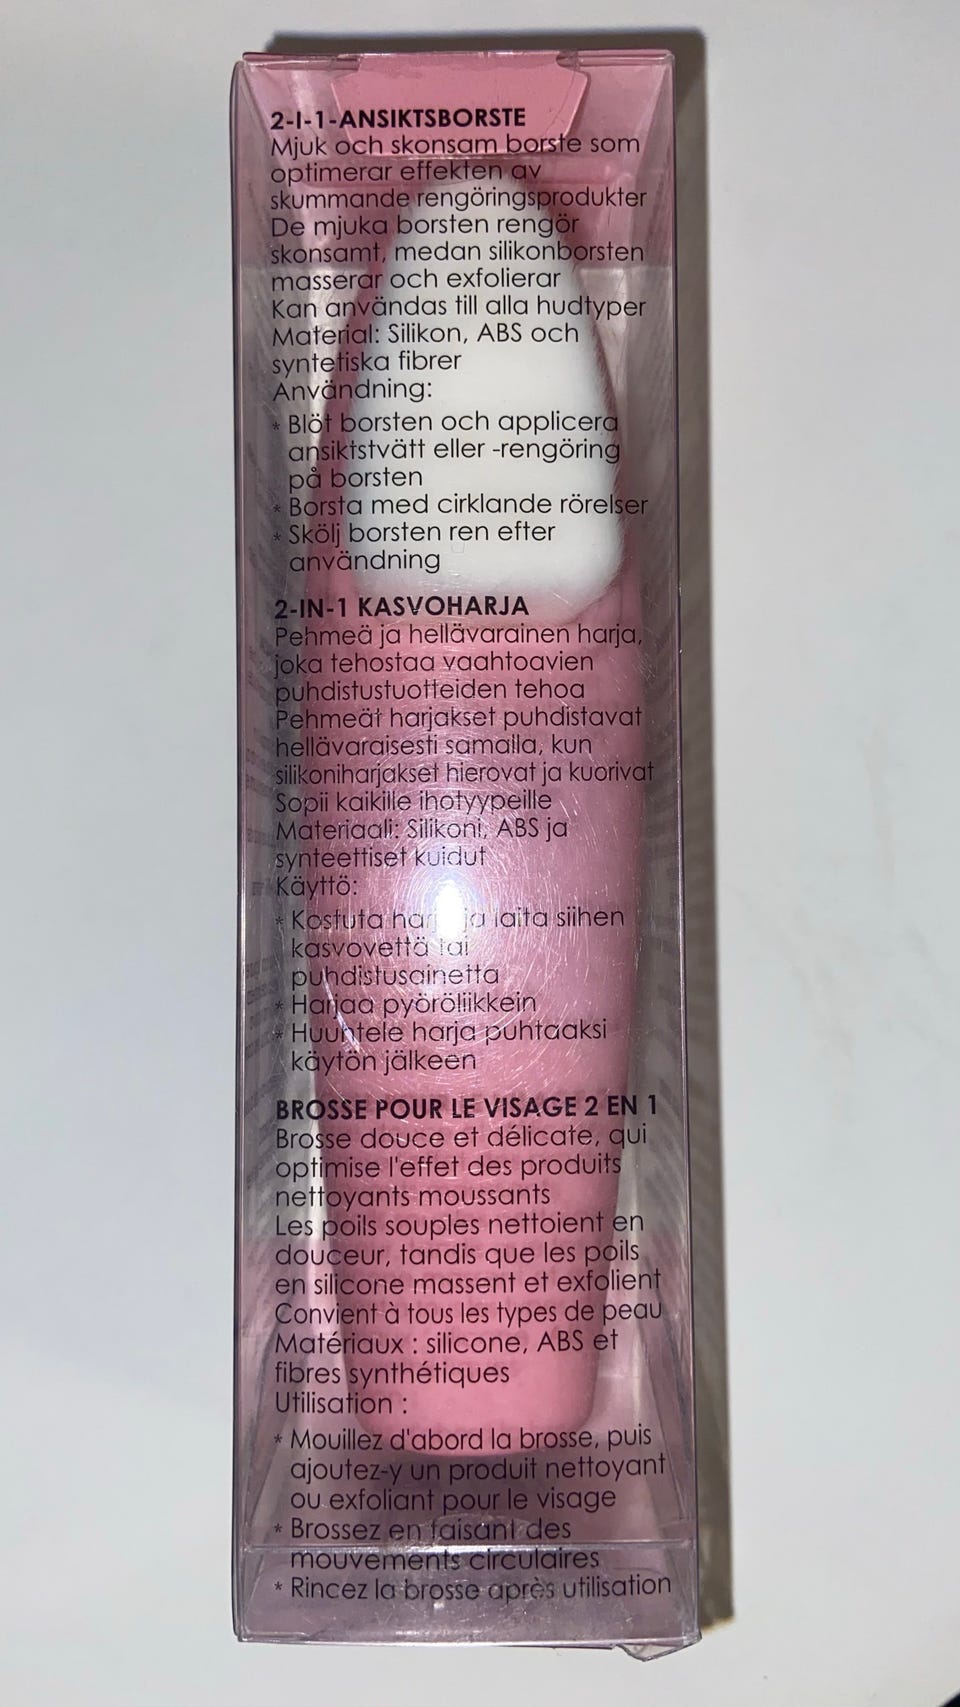 2-I-1-ANSIKTSBORSTE
Mjuk och skonsam borste som
optimerar effekten av
skummande rengöringsprodukter
De mjuka borsten rengör
skonsamt, medan silikonborsten
masserar och exfolierar
Kan användas till alla hudtyper
Material: Silikon, ABS och
syntetiska fibrer
Användning:
* Blöt borsten och applicera
ansiktstvätt eller -rengöring
på borsten
* Borsta med cirklande rörelser
* Skölj borsten ren efter
användning
2-IN-1 KASVOHARJA
Pehmeä ja hellävarainen harja,
joka tehostaa vaahtoavien
puhdistustuotteiden tehoa
Pehmeät harjakset puhdistavat
hellävaraisesti samalla, kun
silikoniharjakset hierovat ja kuorivat
Sopii kaikille ihotyypeille
Materiaali: Silikoni, ABS ja
synteettiset kuidut
Käyttö:
* Kostuta ja laita siihen
kasvovettä tai
puhdistusainetta
* Harjaa pyöröliikkein
* Huuhtele harja puhtaaksi
käytön jälkeen
BROSSE POUR LE VISAGE 2 EN 1
Brosse douce et délicate, qui
optimise l'effet des produits
nettoyants moussants
Les poils souples nettoient en
douceur, tandis que les poils
en silicone massent et exfolient
Convient à tous les types de peau
Matériaux : silicone, ABS et
fibres synthétiques
Utilisation :
* Mouillez d'abord la brosse, puis
ajoutez-y un produit nettoyant
ou exfoliant pour le visage
* Brossez en faisant des
mouvements circulaires
* Rincez la brosse après utilisation